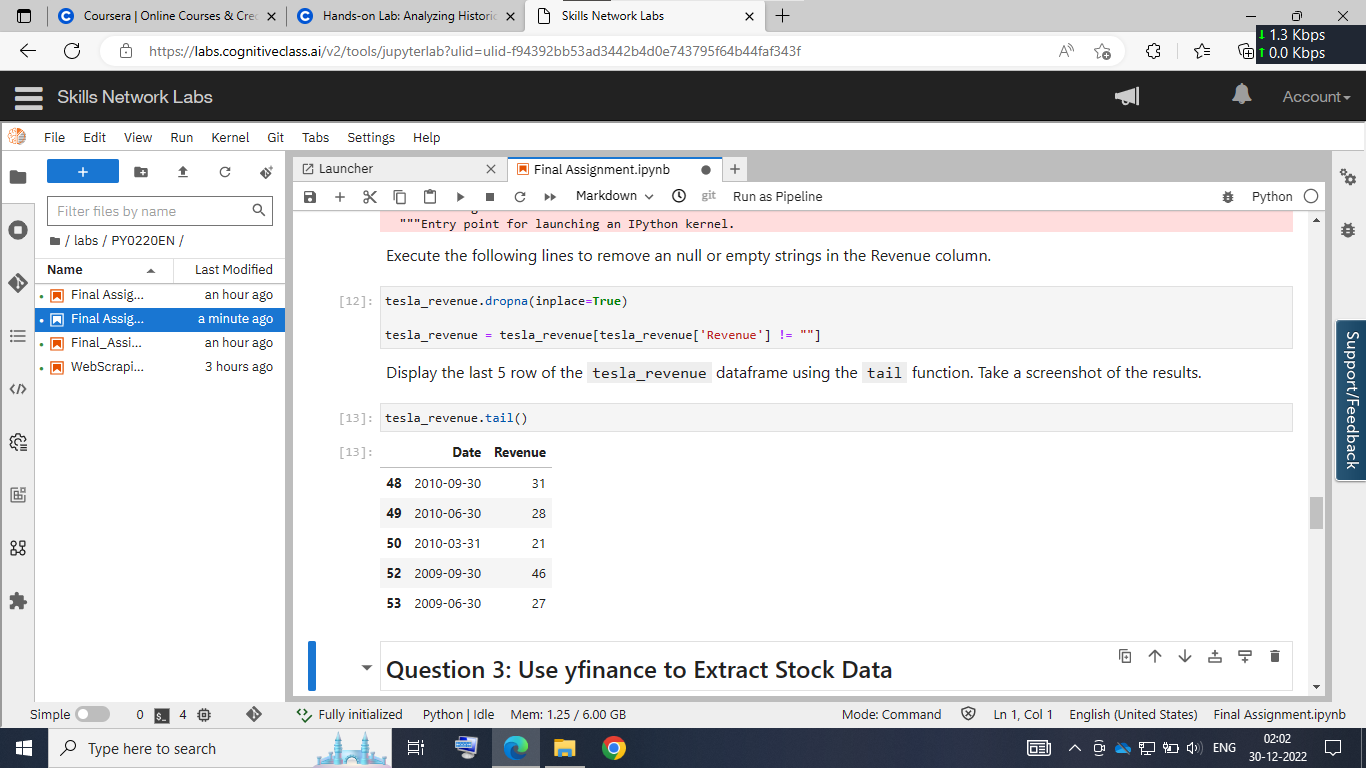 Coursera | Online Courses & Cre
Hands-on Lab: Analyzing Historic
Skills Network Labs
https://labs.cognitiveclass.ai/v2/tools/jupyterlab?ulid=ulid-f94392bb53ad3442b4d0e743795f64b44faf343f
1.3 Kbps
0.0 Kbps
Skills Network Labs
Account
File Edit View Run Kernel Git Tabs Settings Help
Launcher
Final Assignment.ipynb
Markdown
git
Run as Pipeline
Python
Filter files by name
/ labs / PY0220EN /
Name Last Modified
Final Assig... an hour ago
Final Assig... a minute ago
Final_Assi... an hour ago
WebScrapi... 3 hours ago
"""Entry point for launching an IPython kernel.
Execute the following lines to remove an null or empty strings in the Revenue column.
[12]: tesla_revenue.dropna(inplace=True)
tesla_revenue = tesla_revenue[tesla_revenue['Revenue'] != ""]
Display the last 5 row of the tesla_revenue dataframe using the tail function. Take a screenshot of the results.
[13]: tesla_revenue.tail()
[13]: Date Revenue
48 2010-09-30 31
49 2010-06-30 28
50 2010-03-31 21
52 2009-09-30 46
53 2009-06-30 27
Question 3: Use yfinance to Extract Stock Data
Support/Feedback
Simple 0 4 Fully initialized Python | Idle Mem: 1.25 / 6.00 GB Mode: Command Ln 1, Col 1 English (United States) Final Assignment.ipynb
Type here to search
ENG
02:02
30-12-2022